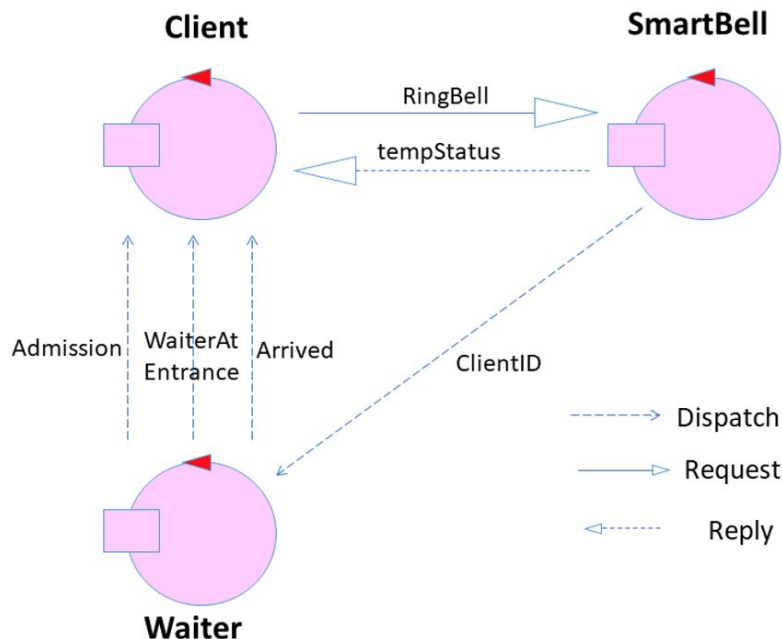 Client
SmartBell
RingBell
tempStatus
Admission
WaiterAt
Entrance
Arrived
ClientID
Dispatch
Request
Reply
Waiter